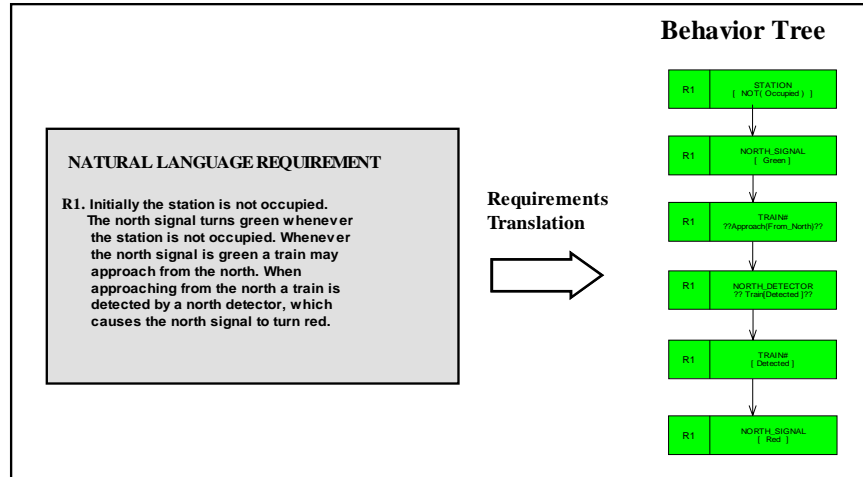 Behavior Tree
NATURAL LANGUAGE REQUIREMENT
R1. Initially the station is not occupied.
The north signal turns green whenever
the station is not occupied. Whenever
the north signal is green a train may
approach from the north. When
approaching from the north a train is
detected by a north detector, which
causes the north signal to turn red.
Requirements
Translation
R1
STATION
[ NOT( Occupied ) ]
R1
NORTH_SIGNAL
[ Green ]
R1
TRAIN#
??Approach(From_North)??
R1
NORTH_DETECTOR
?? Train[Detected ]??
R1
TRAIN#
[ Detected ]
R1
NORTH_SIGNAL
[ Red ]